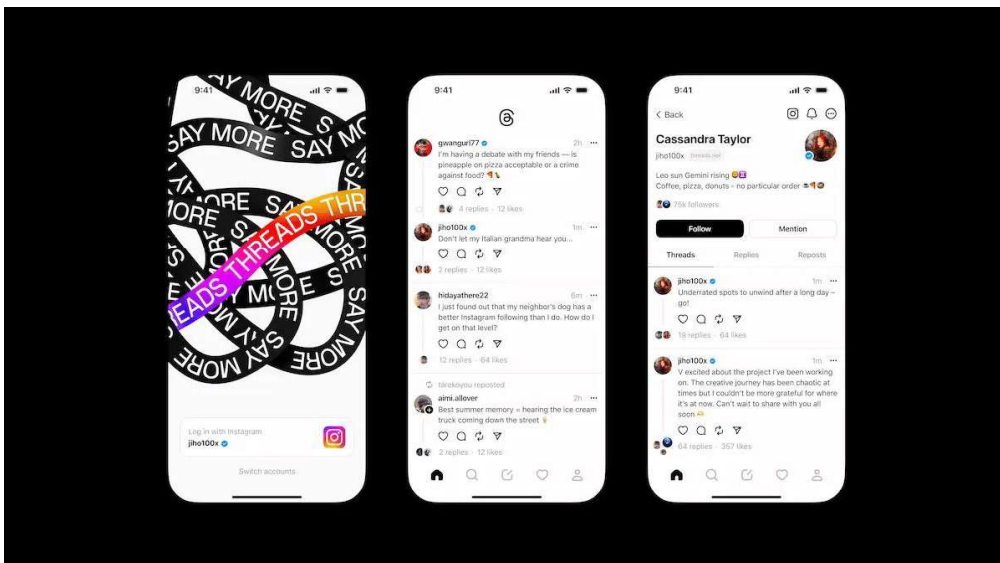 9:41
SAY MORE
SAY MORE SAY MORE
THREADS THREADS THR
SAY MORE
SAY MORE
SAY MORE
Log in with Instagram
jiho100x
Switch accounts
9:41
gwangurl77 2h
I'm having a debate with my friends — is
pineapple on pizza acceptable or a crime
against food? 🍕🍍
4 replies · 12 likes
jiho100x 1m
Don't let my Italian grandma hear you...
2 replies · 12 likes
hidayathere22 6m
I just found out that my neighbor's dog has a
better Instagram following than I do. How do I
get on that level?
12 replies · 64 likes
tiirokoyou reposted
aimi.allover 2h
Best summer memory = hearing the ice cream
truck coming down the street 🍦
2 replies · 12 likes
9:41
Back
Cassandra Taylor
jiho100x threads.net
Leo sun Gemini rising
Coffee, pizza, donuts - no particular order ☕🍕🍩
75k followers
Follow Mention
Threads Replies Reposts
jiho100x 1m
Underrated spots to unwind after a long day –
go!
19 replies · 64 likes
jiho100x 1m
V excited about the project I've been working
on. The creative journey has been chaotic at
times but I couldn't be more grateful for where
it's at now. Can't wait to share with you all
soon 🫶
64 replies · 357 likes